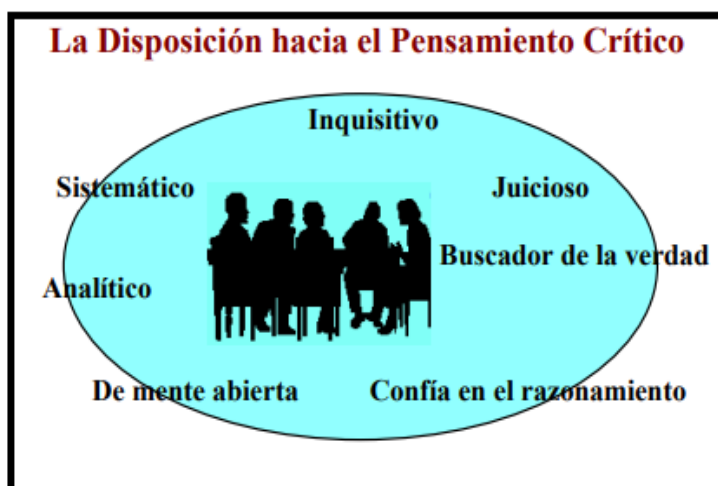 La Disposición hacia el Pensamiento Crítico
Inquisitivo
Sistemático
Juicioso
Buscador de la verdad
Analítico
De mente abierta
Confía en el razonamiento